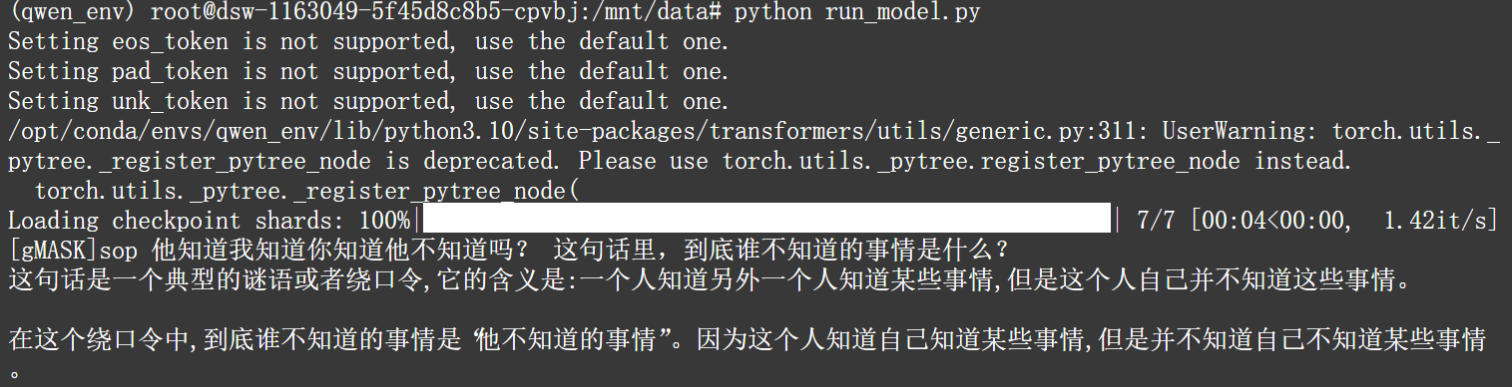 (qwen_env) root@dsw-1163049-5f45d8c8b5-cpvbj:/mnt/data# python run_model.py
Setting eos_token is not supported, use the default one.
Setting pad_token is not supported, use the default one.
Setting unk_token is not supported, use the default one.
/opt/conda/envs/qwen_env/lib/python3.10/site-packages/transformers/utils/generic.py:311: UserWarning: torch.utils._
pytree._register_pytree_node is deprecated. Please use torch.utils._pytree.register_pytree_node instead.
  torch.utils._pytree._register_pytree_node(
Loading checkpoint shards: 100%|██████████| 7/7 [00:04<00:00, 1.42it/s]
[gMASK]sop 他知道我知道你知道他不知道吗？ 这句话里，到底谁不知道的事情是什么？
这句话是一个典型的谜语或者绕口令,它的含义是:一个人知道另外一个人知道某些事情,但是这个人自己并不知道这些事情。
在这个绕口令中,到底谁不知道的事情是“他不知道的事情”。因为这个人知道自己知道某些事情,但是并不知道自己不知道某些事情
。